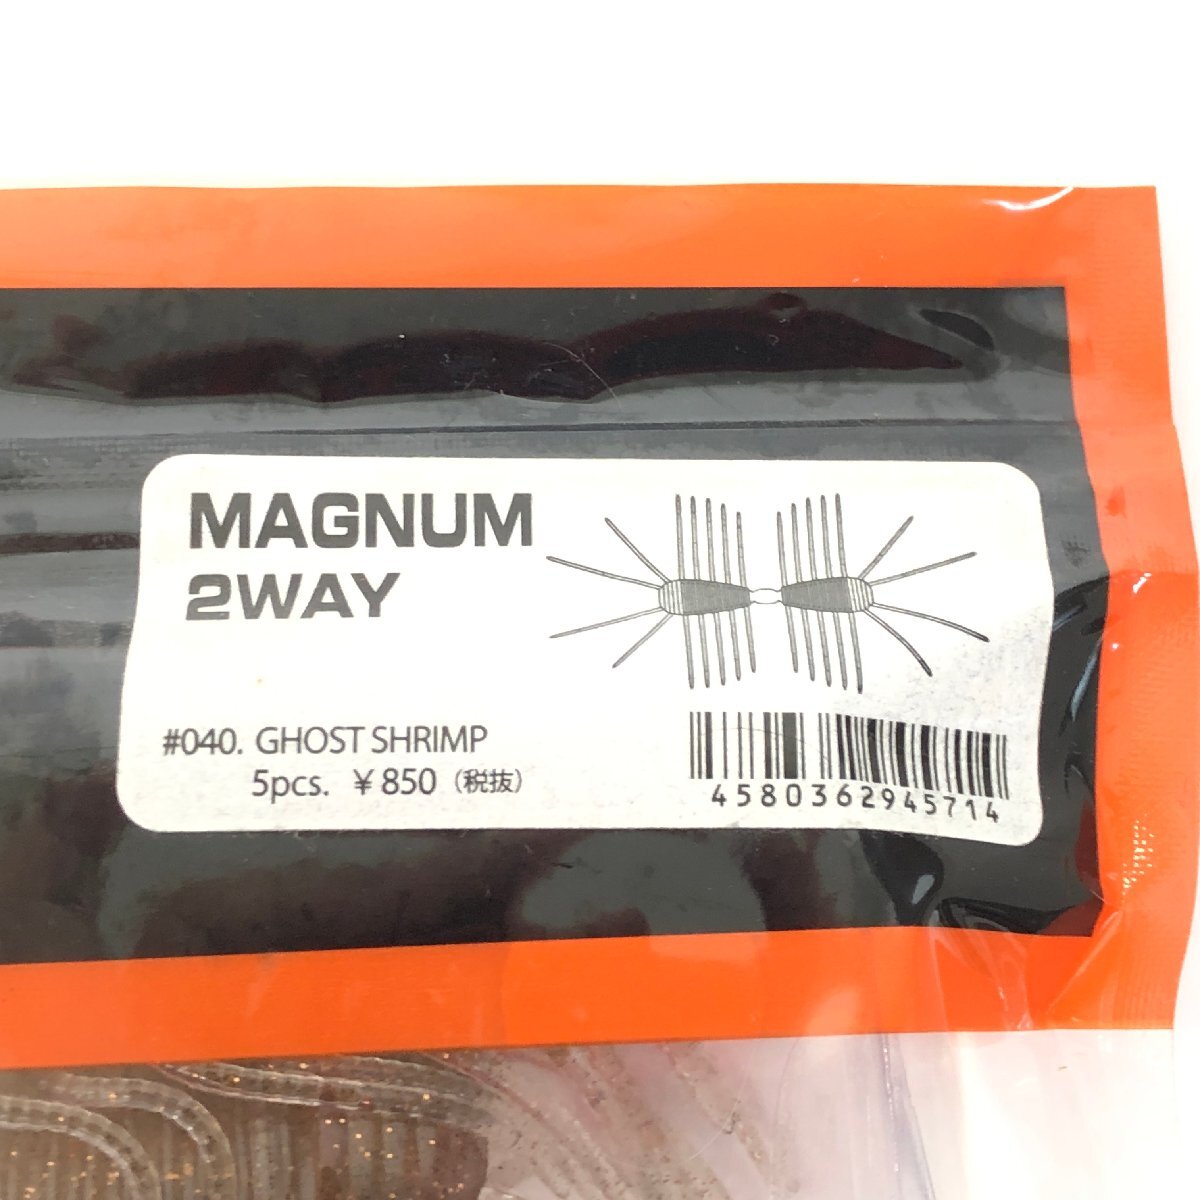 MAGNUM
2WAY
#040. GHOST SHRIMP
5pcs. ￥850（税抜）
4580362945714